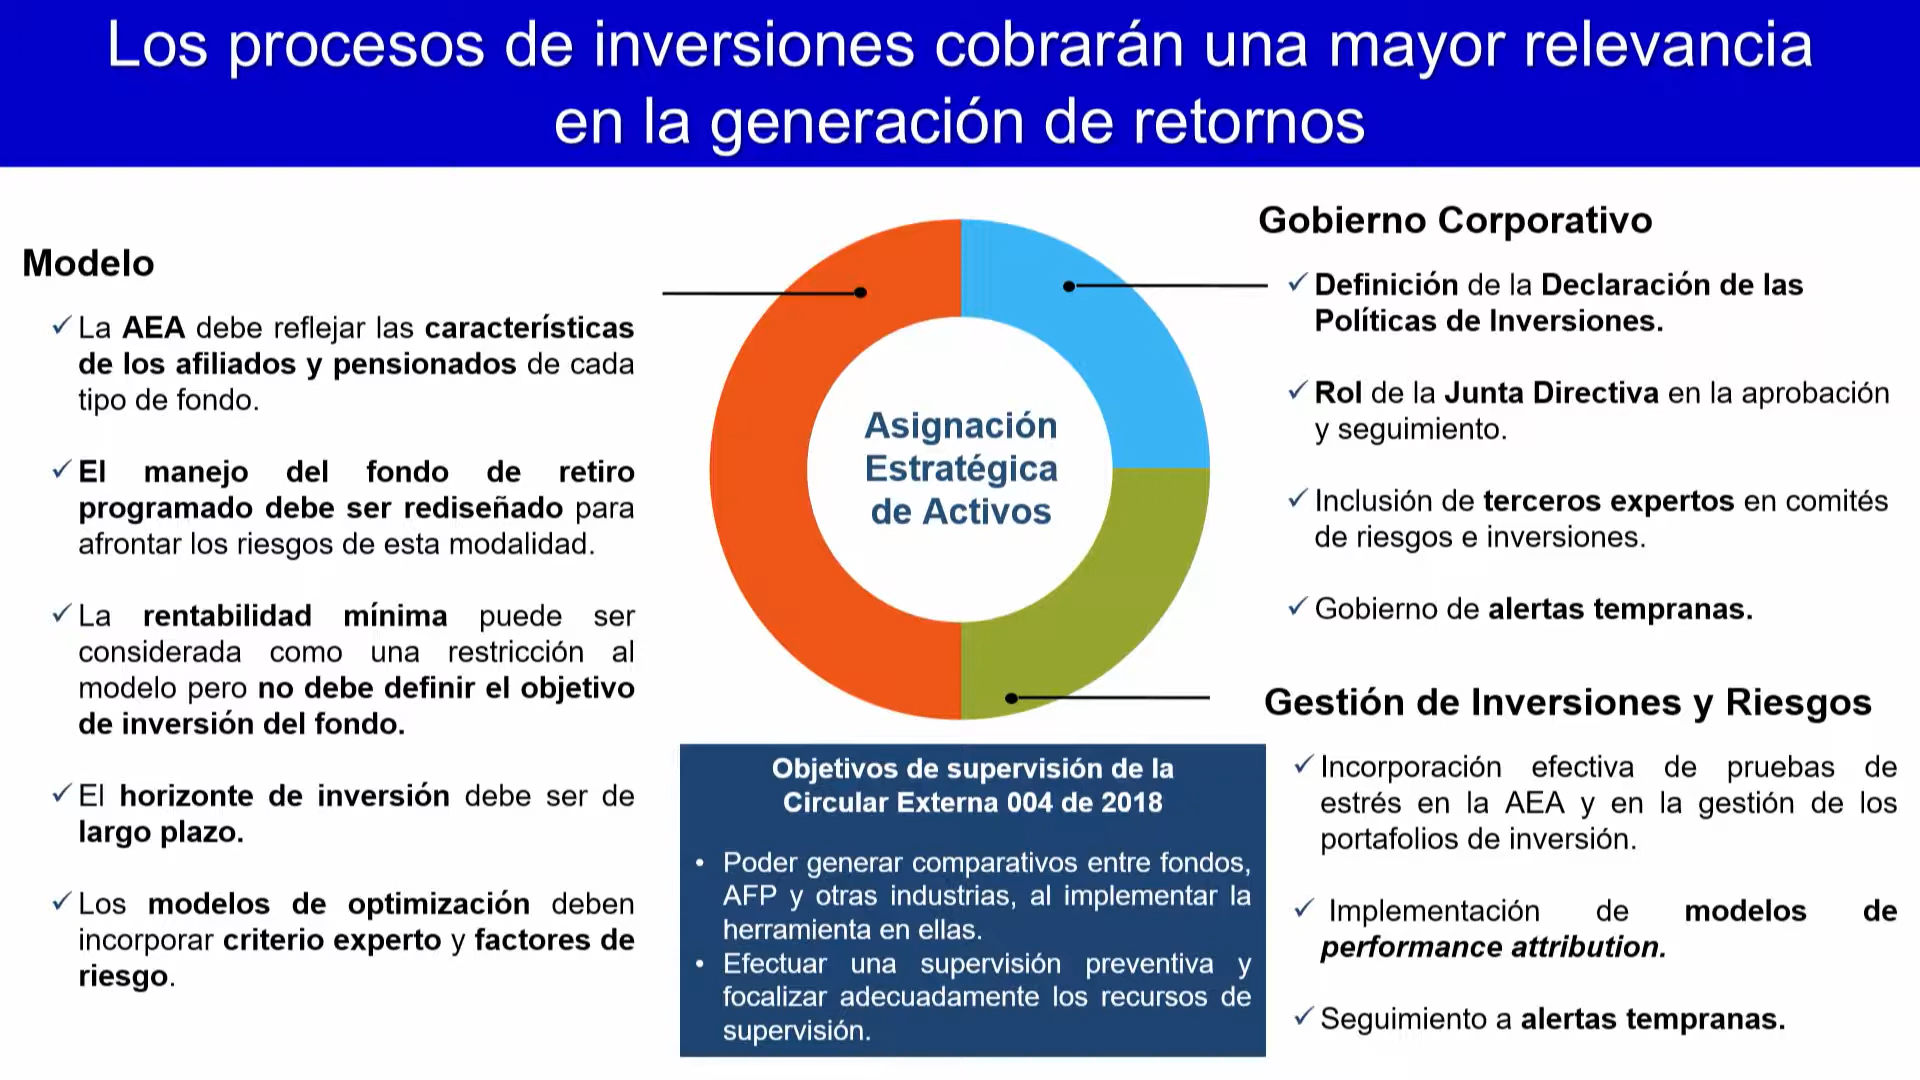 Los procesos de inversiones cobrarán una mayor relevancia
en la generación de retornos
Modelo
✓ La AEA debe reflejar las características
de los afiliados y pensionados de cada
tipo de fondo.
✓ El manejo del fondo de retiro
programado debe ser rediseñado para
afrontar los riesgos de esta modalidad.
✓ La rentabilidad mínima puede ser
considerada como una restricción al
modelo pero no debe definir el objetivo
de inversión del fondo.
✓ El horizonte de inversión debe ser de
largo plazo.
✓ Los modelos de optimización deben
incorporar criterio experto y factores de
riesgo.
Asignación
Estratégica
de Activos
Objetivos de supervisión de la
Circular Externa 004 de 2018
• Poder generar comparativos entre fondos,
AFP y otras industrias, al implementar la
herramienta en ellas.
• Efectuar una supervisión preventiva y
focalizar adecuadamente los recursos de
supervisión.
Gobierno Corporativo
✓ Definición de la Declaración de las
Políticas de Inversiones.
✓ Rol de la Junta Directiva en la aprobación
y seguimiento.
✓ Inclusión de terceros expertos en comités
de riesgos e inversiones.
✓ Gobierno de alertas tempranas.
Gestión de Inversiones y Riesgos
✓ Incorporación efectiva de pruebas de
estrés en la AEA y en la gestión de los
portafolios de inversión.
✓ Implementación de modelos de
performance attribution.
✓ Seguimiento a alertas tempranas.